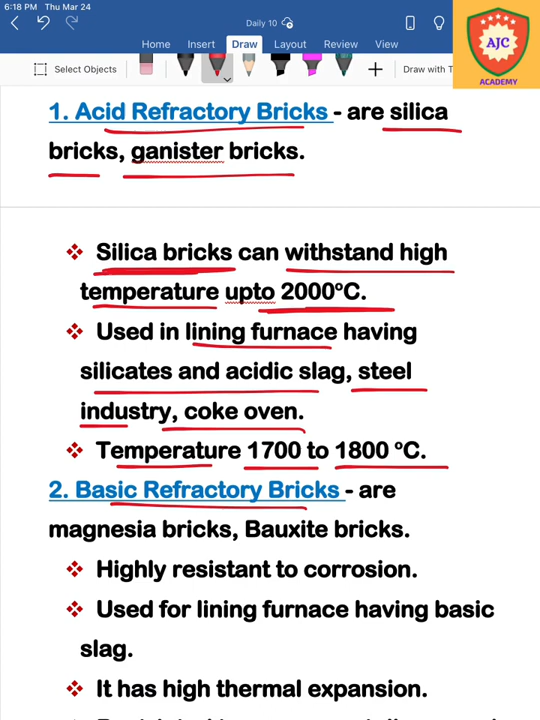 6:18 PM Thu Mar 24
Daily 10
Home Insert Draw Layout Review View
Select Objects
Draw with T
AJC
ACADEMY
1. Acid Refractory Bricks - are silica
bricks, ganister bricks.
❖ Silica bricks can withstand high
temperature upto 2000°C.
❖ Used in lining furnace having
silicates and acidic slag, steel
industry, coke oven.
❖ Temperature 1700 to 1800 °C.
2. Basic Refractory Bricks - are
magnesia bricks, Bauxite bricks.
❖ Highly resistant to corrosion.
❖ Used for lining furnace having basic
slag.
❖ It has high thermal expansion.